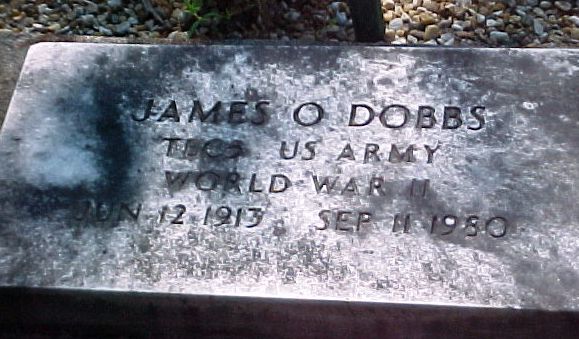 JAMES O DOBBS
TEC5 US ARMY
WORLD WAR II
JUN 12 1913 SEP 11 1980